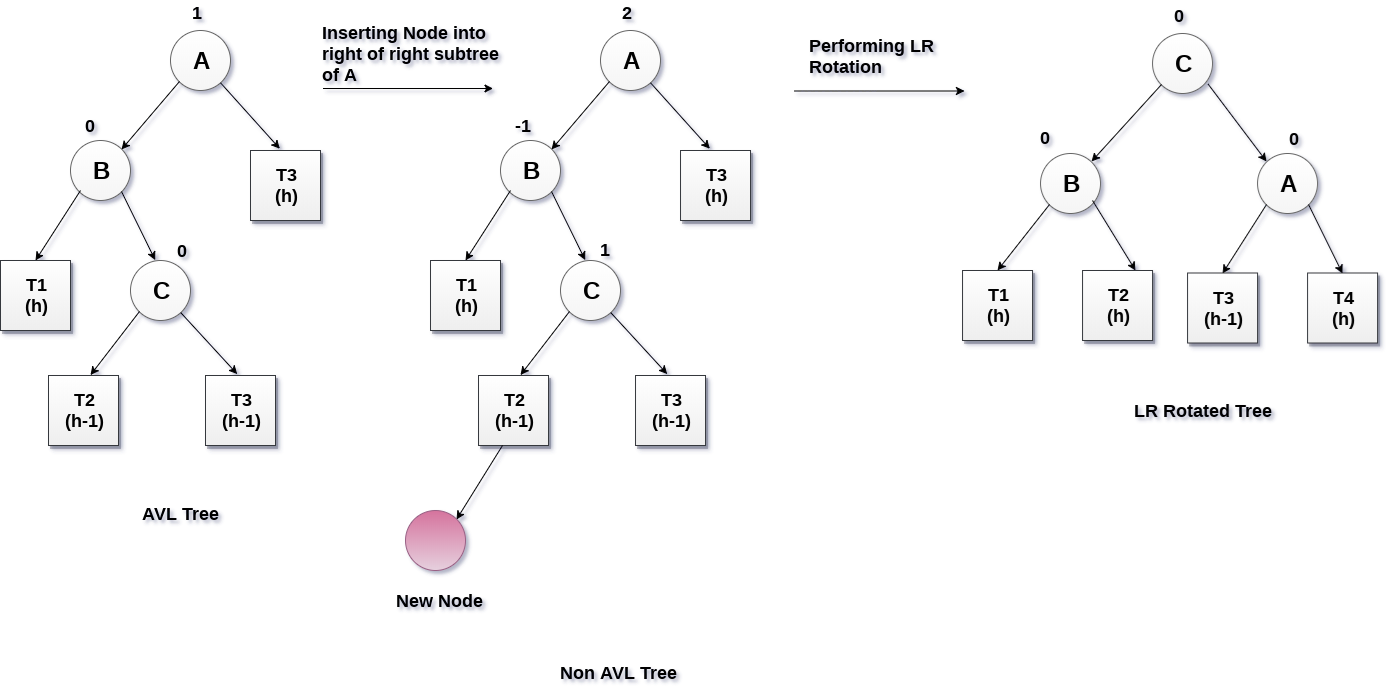 1
A
0
B
T3
(h)
T1
(h)
0
C
T2
(h-1)
T3
(h-1)
AVL Tree
Inserting Node into
right of right subtree
of A
2
A
-1
B
T3
(h)
T1
(h)
1
C
T2
(h-1)
T3
(h-1)
New Node
Non AVL Tree
Performing LR
Rotation
0
C
0
B
0
A
T1
(h)
T2
(h)
T3
(h-1)
T4
(h)
LR Rotated Tree